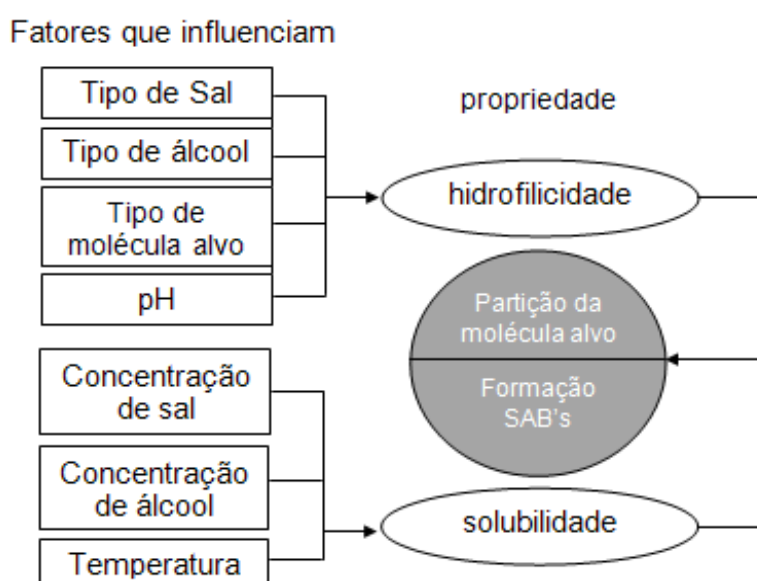 Fatores que influenciam
Tipo de Sal
propriedade
Tipo de álcool
Tipo de
molécula alvo
hidrofilicidade
pH
Partição da
molécula alvo
Formação
SAB's
Concentração
de sal
Concentração
de álcool
solubilidade
Temperatura